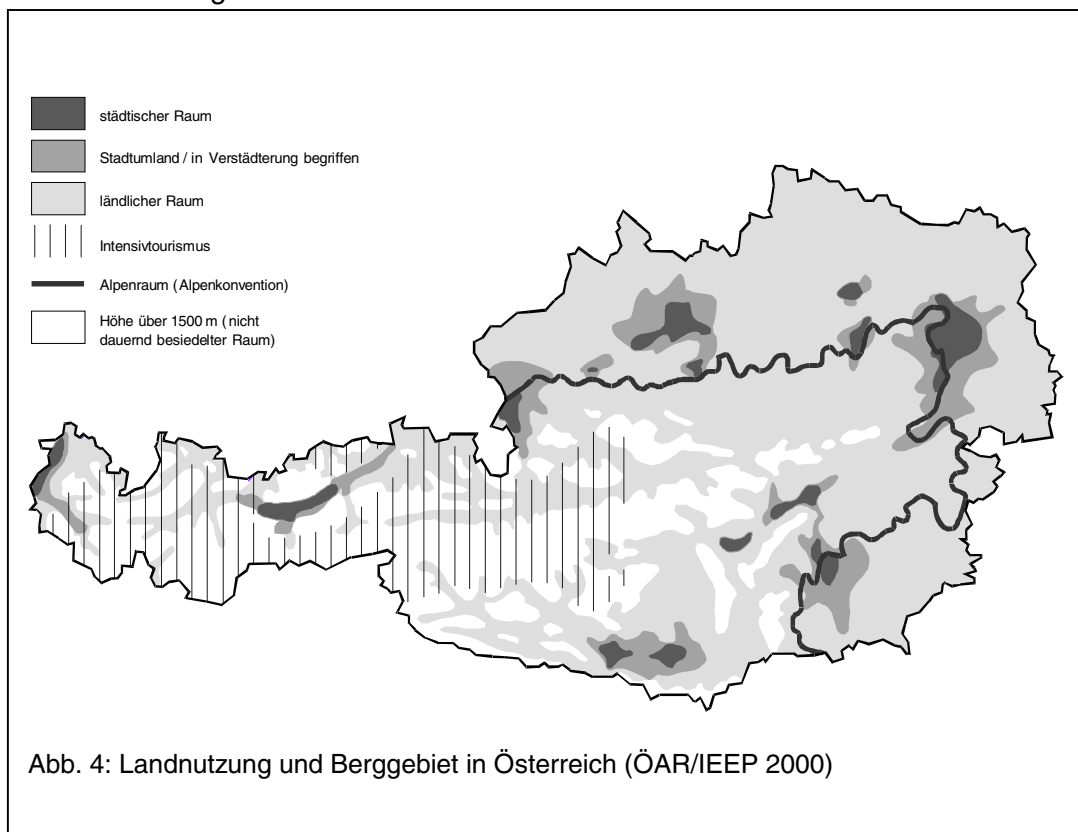 städtischer Raum
Stadtumland / in Verstädterung begriffen
ländlicher Raum
Intensivtourismus
Alpenraum (Alpenkonvention)
Höhe über 1500 m (nicht
dauernd besiedelter Raum)
Abb. 4: Landnutzung und Berggebiet in Österreich (ÖAR/IEEP 2000)